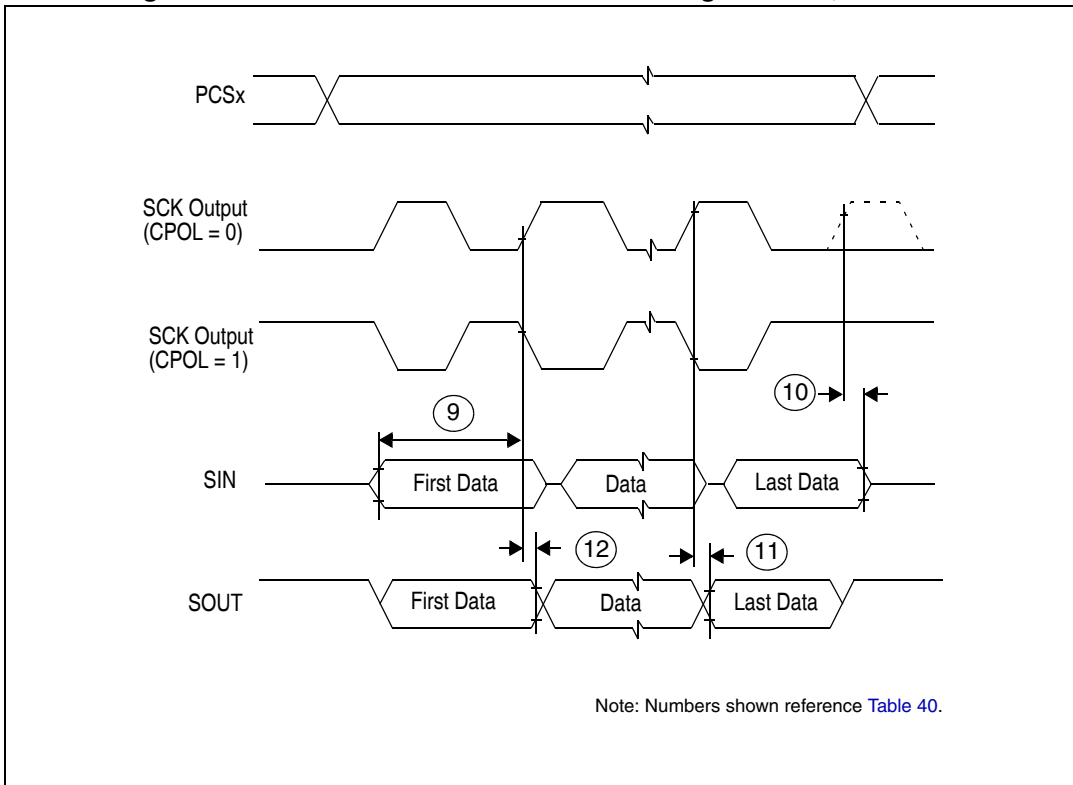 PCSx
SCK Output
(CPOL = 0)
SCK Output
(CPOL = 1)
10
9
SIN
First Data
Data
Last Data
12
11
SOUT
First Data
Data
Last Data
Note: Numbers shown reference Table 40.